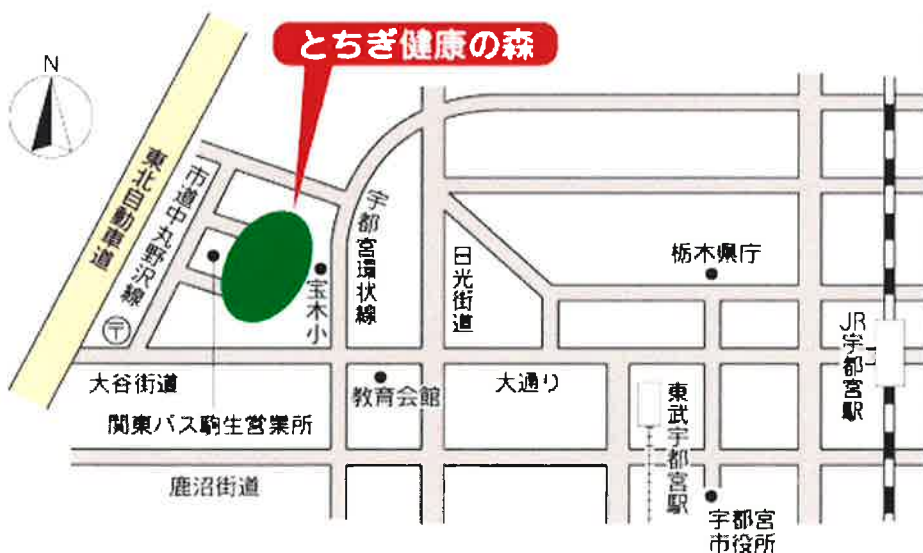 とちぎ健康の森
N
東北自動車道
市道中丸野沢線
〒
宇都宮環状線
宝木小
日光街道
栃木県庁
JR宇都宮駅
大谷街道
教育会館
大通り
関東バス駒生営業所
東武宇都宮駅
鹿沼街道
宇都宮
市役所